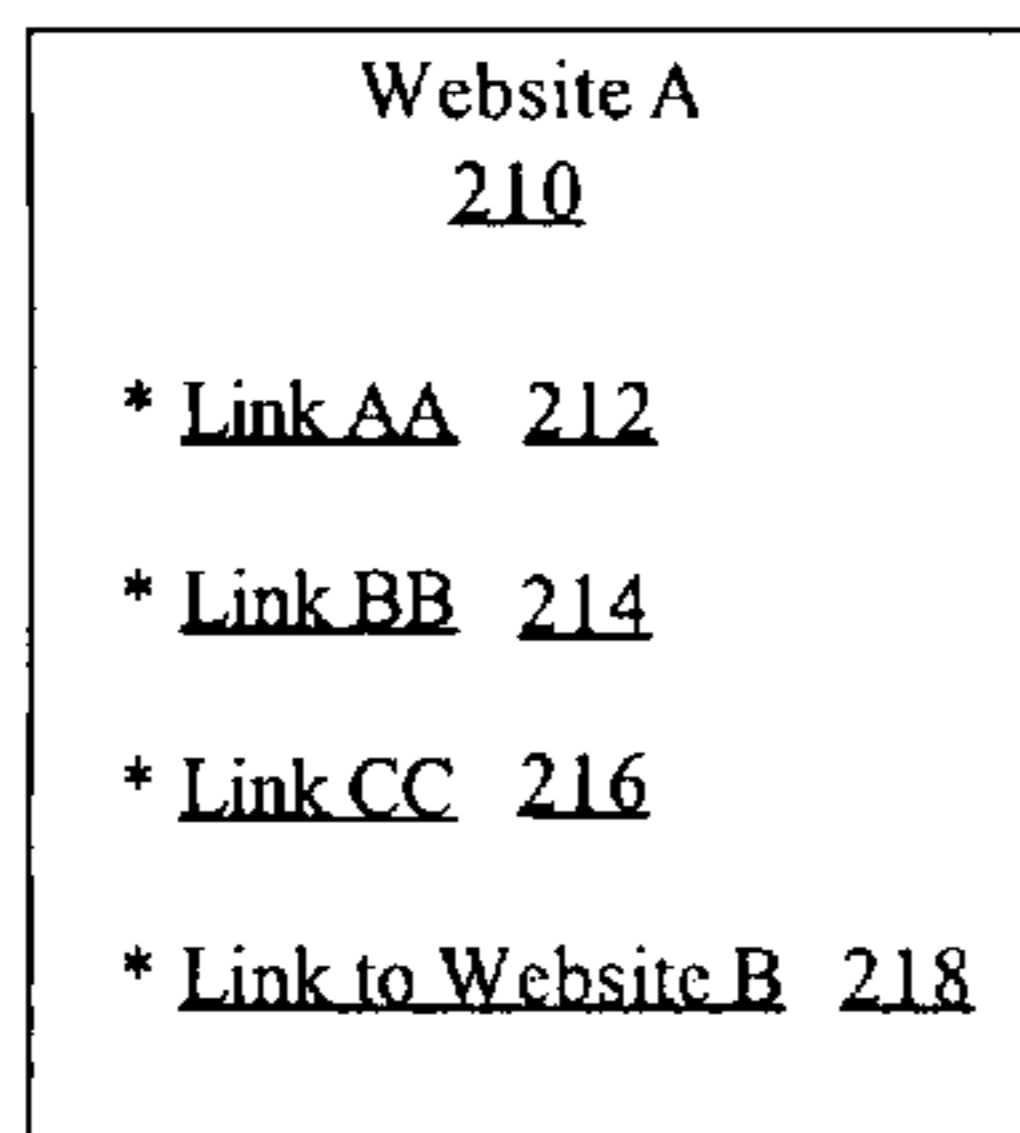 Website A
210
* Link AA 212
* Link BB 214
* Link CC 216
* Link to Website B 218